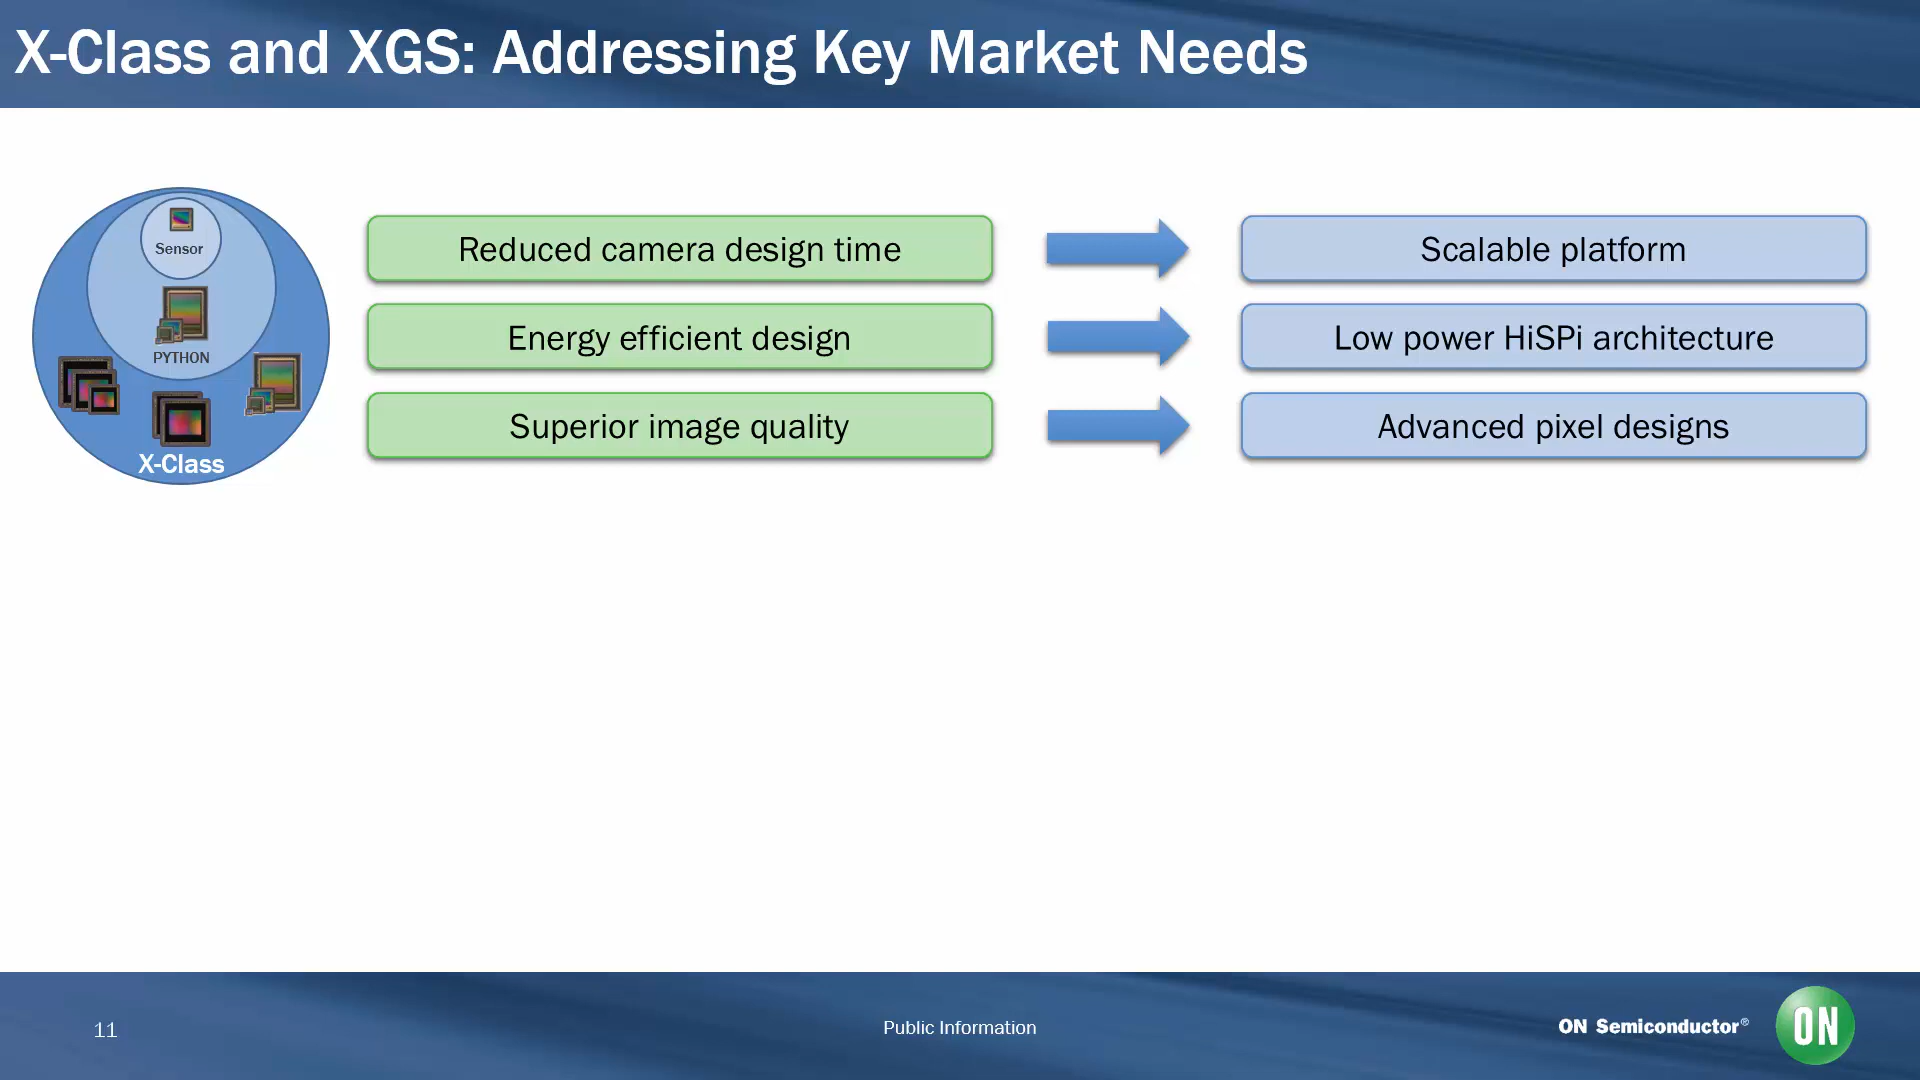 X-Class and XGS: Addressing Key Market Needs
Sensor
PYTHON
X-Class
Reduced camera design time
Scalable platform
Energy efficient design
Low power HiSPi architecture
Superior image quality
Advanced pixel designs
11
Public Information
ON Semiconductor®
ON